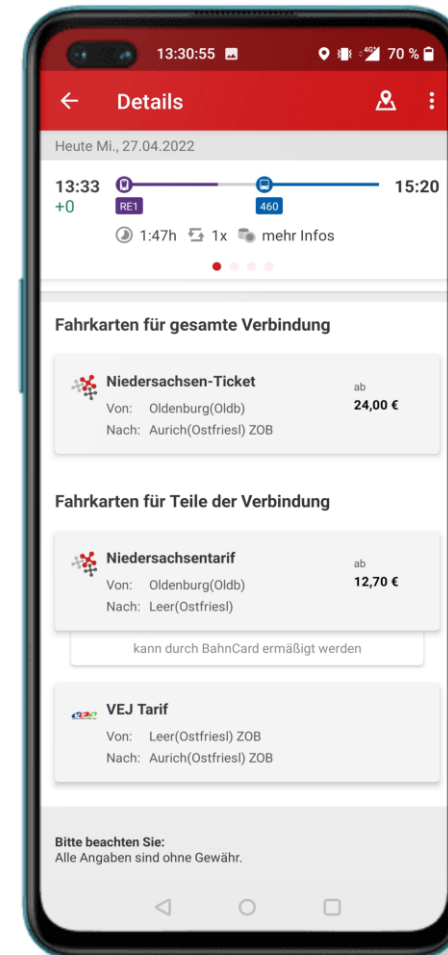 13:30:55 4G 70 %
Details
Heute Mi., 27.04.2022
13:33 15:20
+0 RE1 460
1:47h 1x mehr Infos
Fahrkarten für gesamte Verbindung
Niedersachsen-Ticket ab
Von: Oldenburg(Oldb) 24,00 €
Nach: Aurich(Ostfriesl) ZOB
Fahrkarten für Teile der Verbindung
Niedersachsentarif ab
Von: Oldenburg(Oldb) 12,70 €
Nach: Leer(Ostfriesl)
kann durch BahnCard ermäßigt werden
VEJ Tarif
Von: Leer(Ostfriesl) ZOB
Nach: Aurich(Ostfriesl) ZOB
Bitte beachten Sie:
Alle Angaben sind ohne Gewähr.